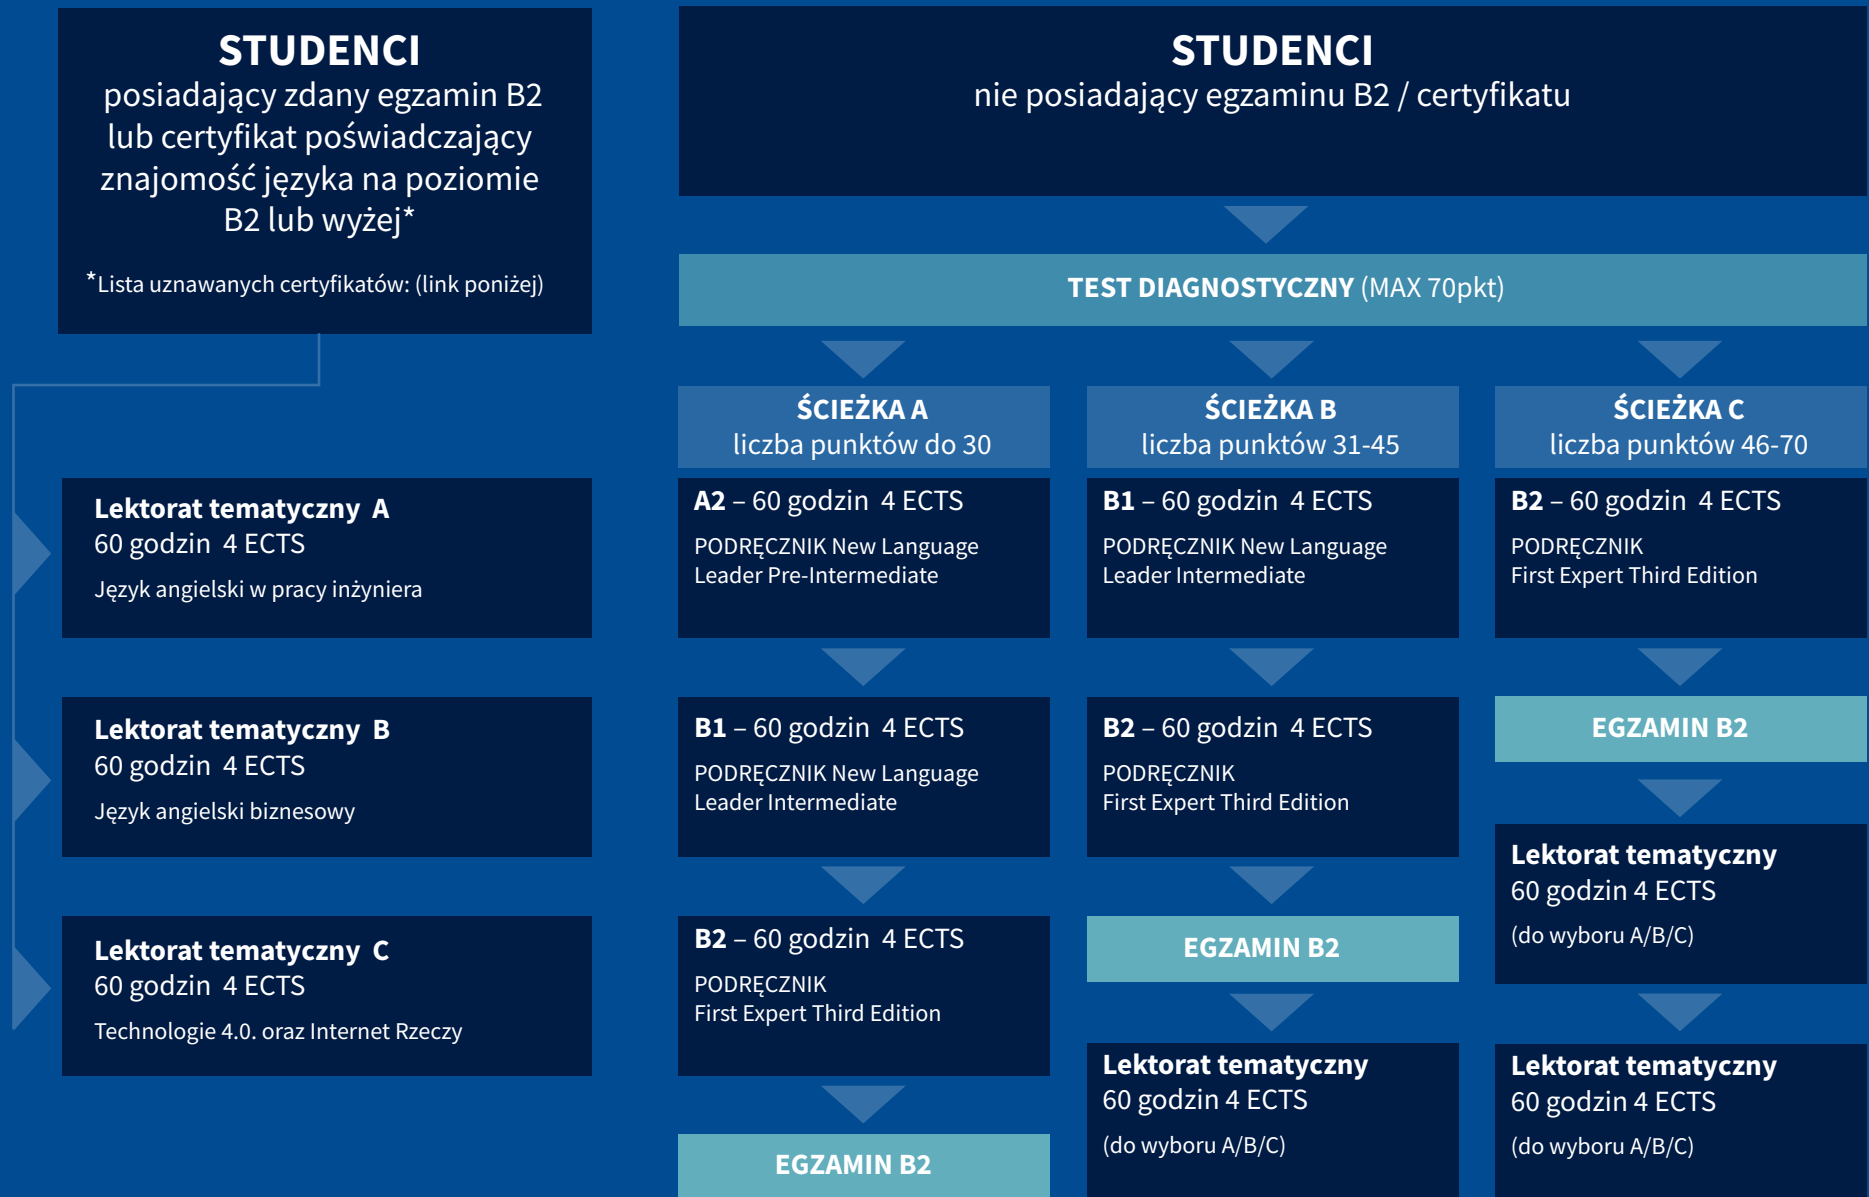 STUDENCI
posiadający zdany egzamin B2
lub certyfikat poświadczający
znajomość języka na poziomie
B2 lub wyżej*
*Lista uznawanych certyfikatów: (link poniżej)
Lektorat tematyczny A
60 godzin 4 ECTS
Język angielski w pracy inżyniera
Lektorat tematyczny B
60 godzin 4 ECTS
Język angielski biznesowy
Lektorat tematyczny C
60 godzin 4 ECTS
Technologie 4.0. oraz Internet Rzeczy
STUDENCI
nie posiadający egzaminu B2 / certyfikatu
TEST DIAGNOSTYCZNY (MAX 70pkt)
ŚCIEŻKA A
liczba punktów do 30
A2 – 60 godzin 4 ECTS
PODRĘCZNIK New Language
Leader Pre-Intermediate
B1 – 60 godzin 4 ECTS
PODRĘCZNIK New Language
Leader Intermediate
B2 – 60 godzin 4 ECTS
PODRĘCZNIK
First Expert Third Edition
EGZAMIN B2
ŚCIEŻKA B
liczba punktów 31-45
B1 – 60 godzin 4 ECTS
PODRĘCZNIK New Language
Leader Intermediate
B2 – 60 godzin 4 ECTS
PODRĘCZNIK
First Expert Third Edition
EGZAMIN B2
Lektorat tematyczny
60 godzin 4 ECTS
(do wyboru A/B/C)
ŚCIEŻKA C
liczba punktów 46-70
B2 – 60 godzin 4 ECTS
PODRĘCZNIK
First Expert Third Edition
EGZAMIN B2
Lektorat tematyczny
60 godzin 4 ECTS
(do wyboru A/B/C)
Lektorat tematyczny
60 godzin 4 ECTS
(do wyboru A/B/C)